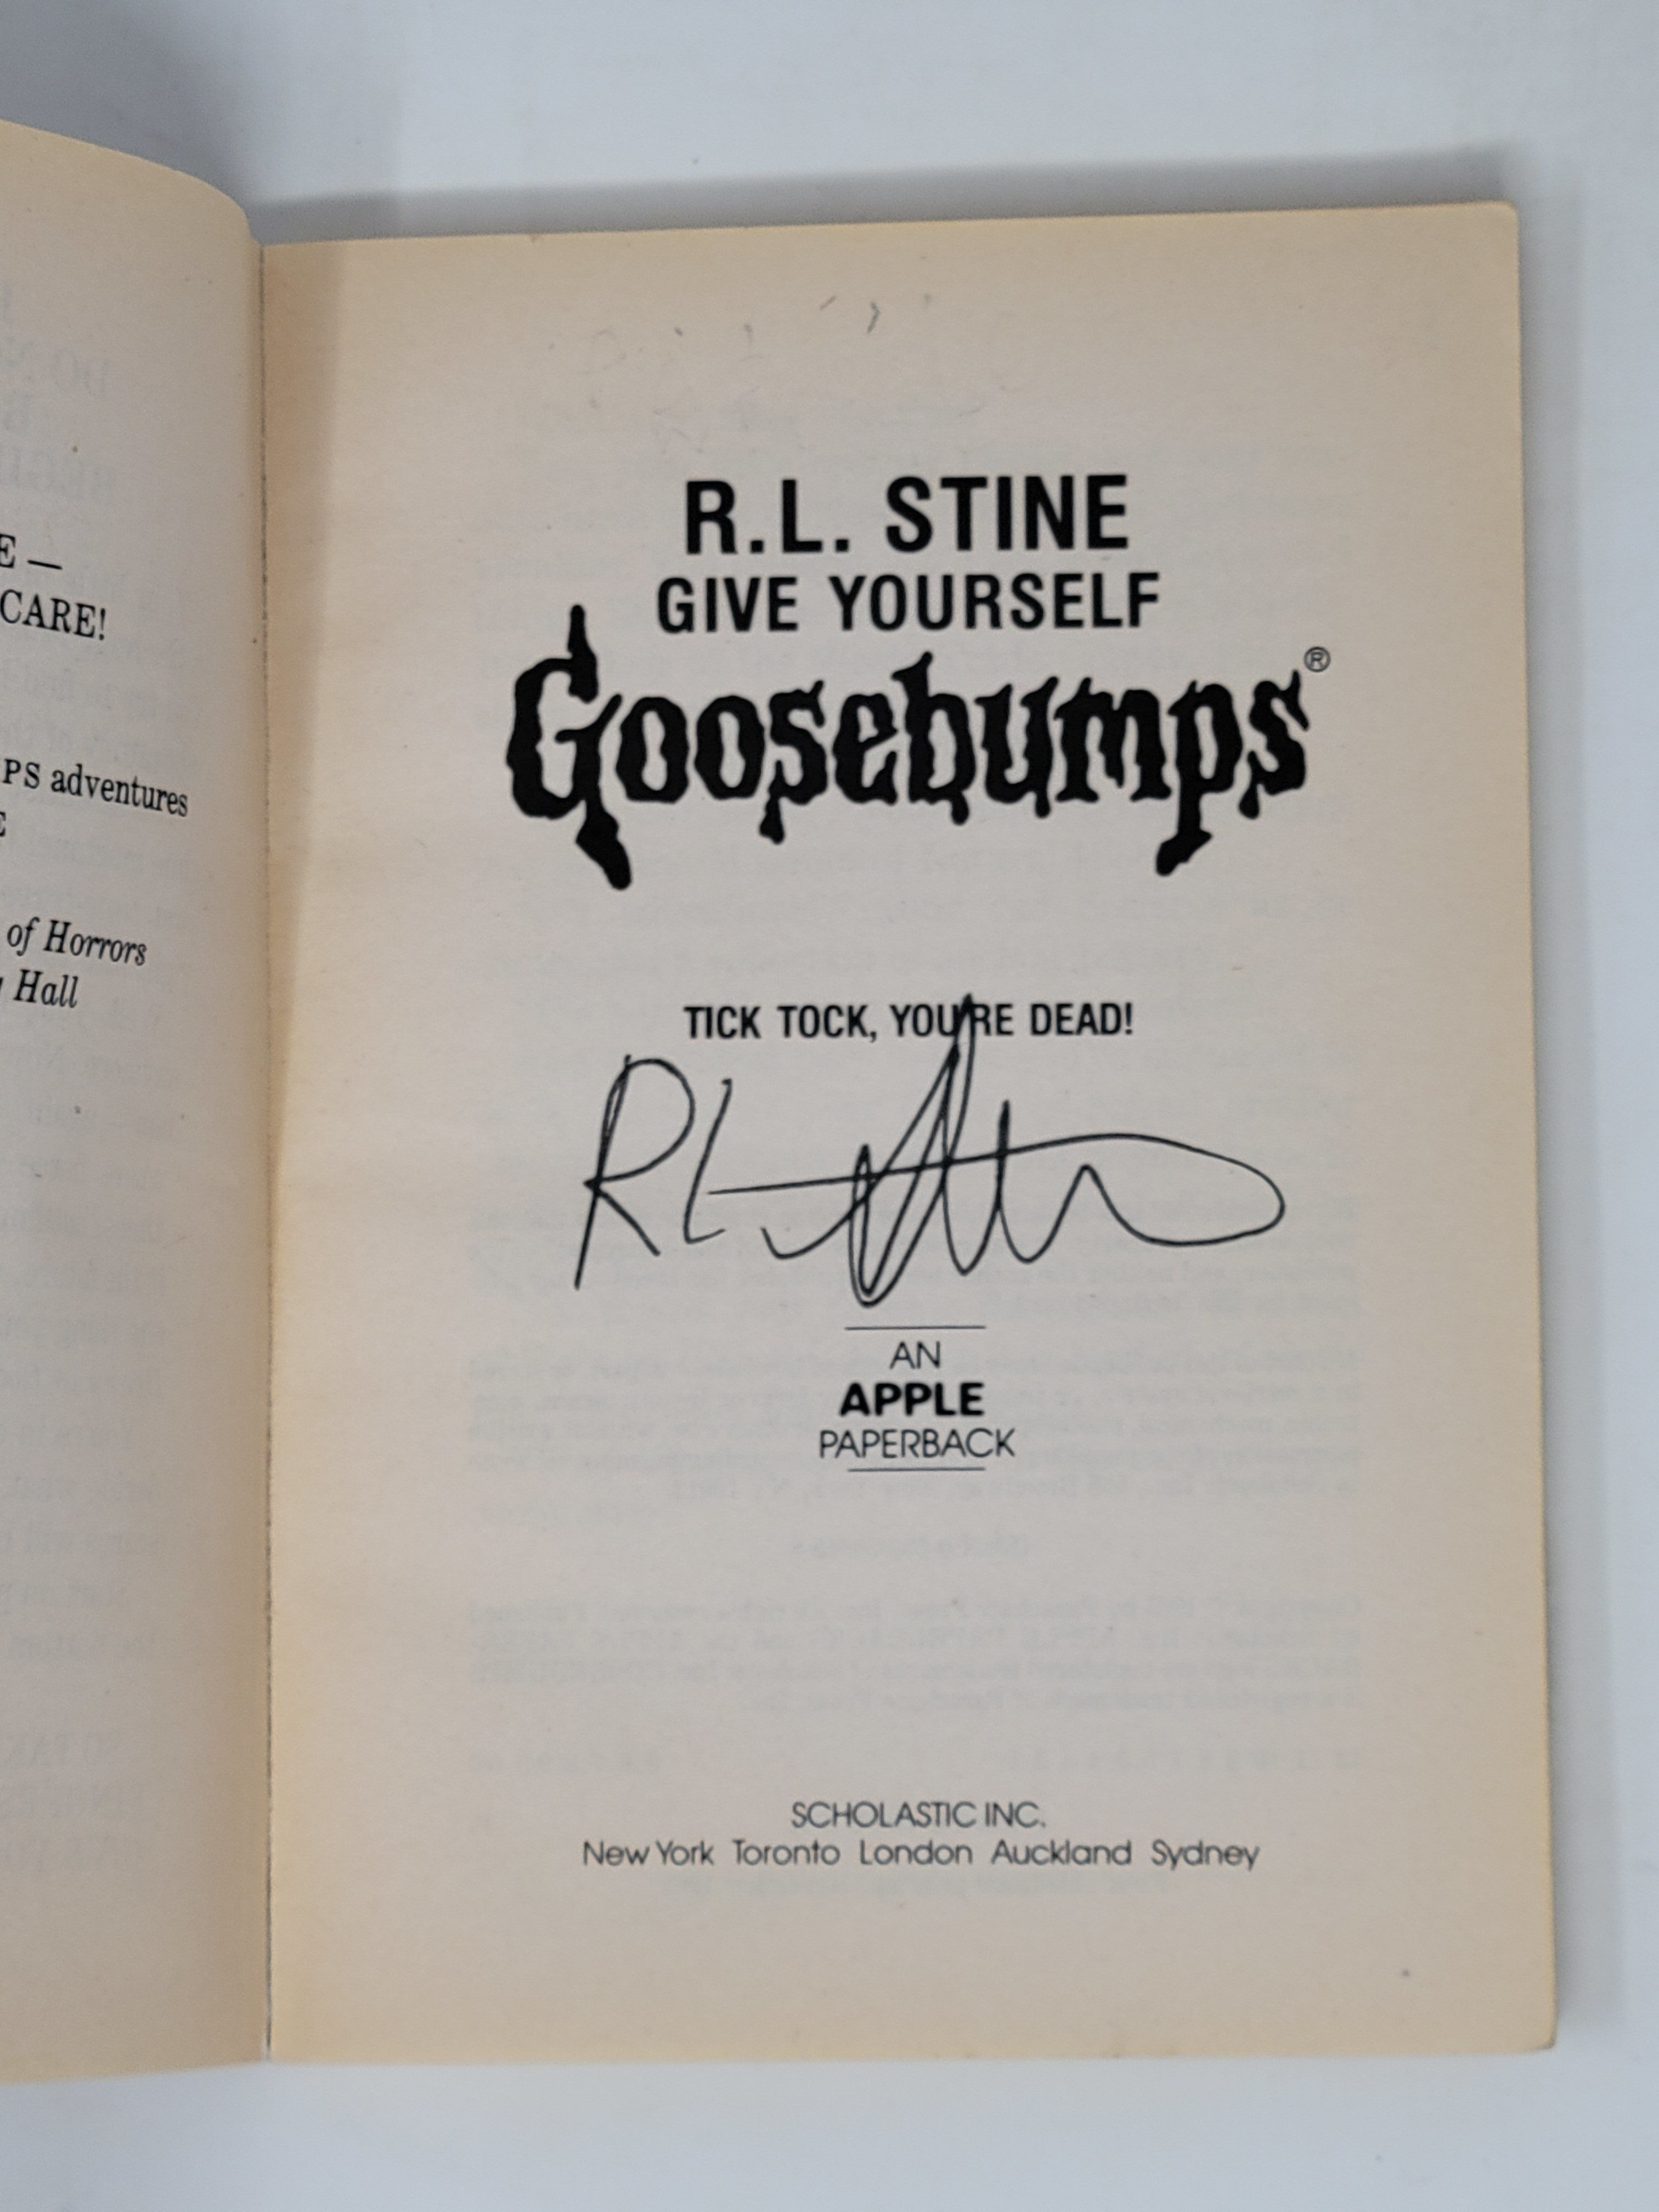 E —
CARE!
PS adventures
E
of Horrors
Hall
R.L. STINE
GIVE YOURSELF
Goosebumps®
TICK TOCK, YOU'RE DEAD!
RL Stine
AN
APPLE
PAPERBACK
SCHOLASTIC INC.
New York Toronto London Auckland Sydney